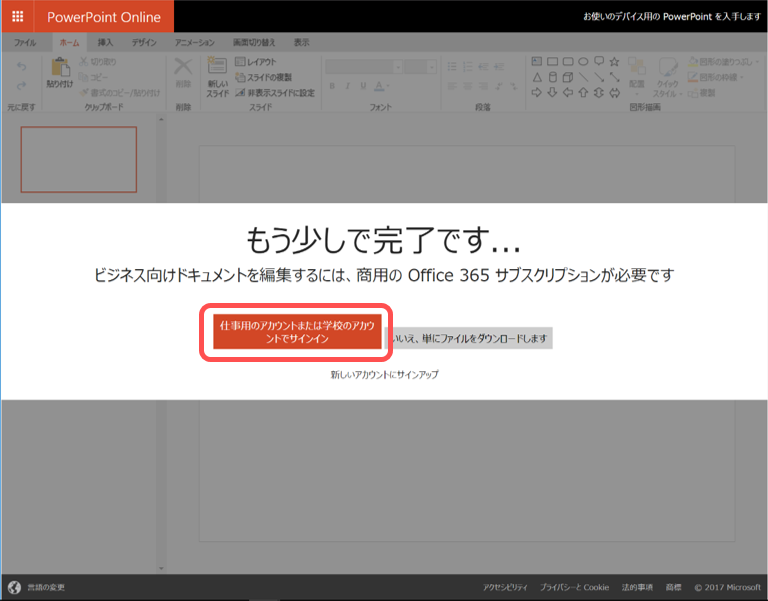 PowerPoint Online
お使いのデバイス用の PowerPoint を入手します
ファイル ホーム 挿入 デザイン アニメーション 画面切り替え 表示
元に戻す
貼り付け
切り取り
コピー
書式のコピー/貼り付け
クリップボード
削除
削除
新しい
スライド
レイアウト
スライドの複製
非表示スライドに設定
スライド
B I U A
フォント
段落
配置
クイック
スタイル
図形の塗りつぶし
図形の枠線
複製
図形描画
もう少しで完了です...
ビジネス向けドキュメントを編集するには、商用の Office 365 サブスクリプションが必要です
仕事用のアカウントまたは学校のアカウ
ントでサインイン
いいえ、単にファイルをダウンロードします
新しいアカウントにサインアップ
言語の変更
アクセシビリティ プライバシーと Cookie 法的事項 商標 © 2017 Microsoft